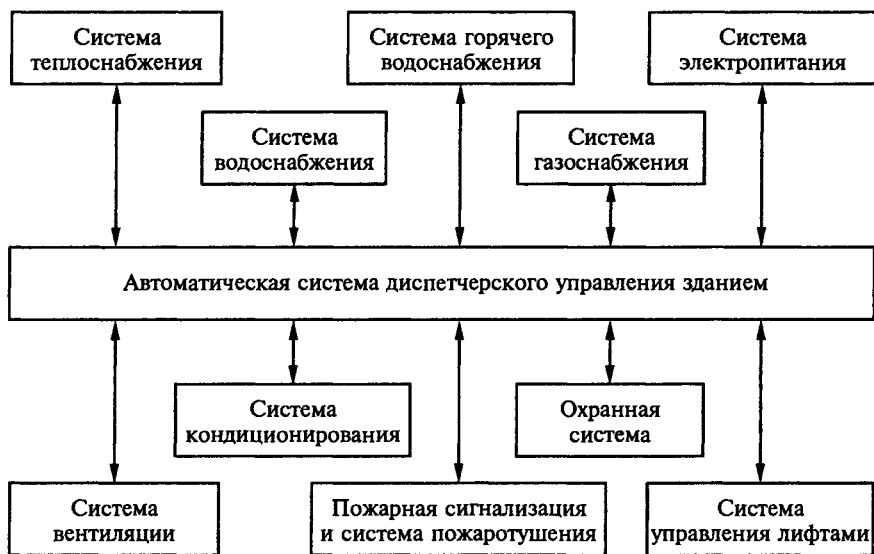 Система
теплоснабжения
Система горячего
водоснабжения
Система
электропитания
Система
водоснабжения
Система
газоснабжения
Автоматическая система диспетчерского управления зданием
Система
кондиционирования
Охранная
система
Система
вентиляции
Пожарная сигнализация
и система пожаротушения
Система
управления лифтами